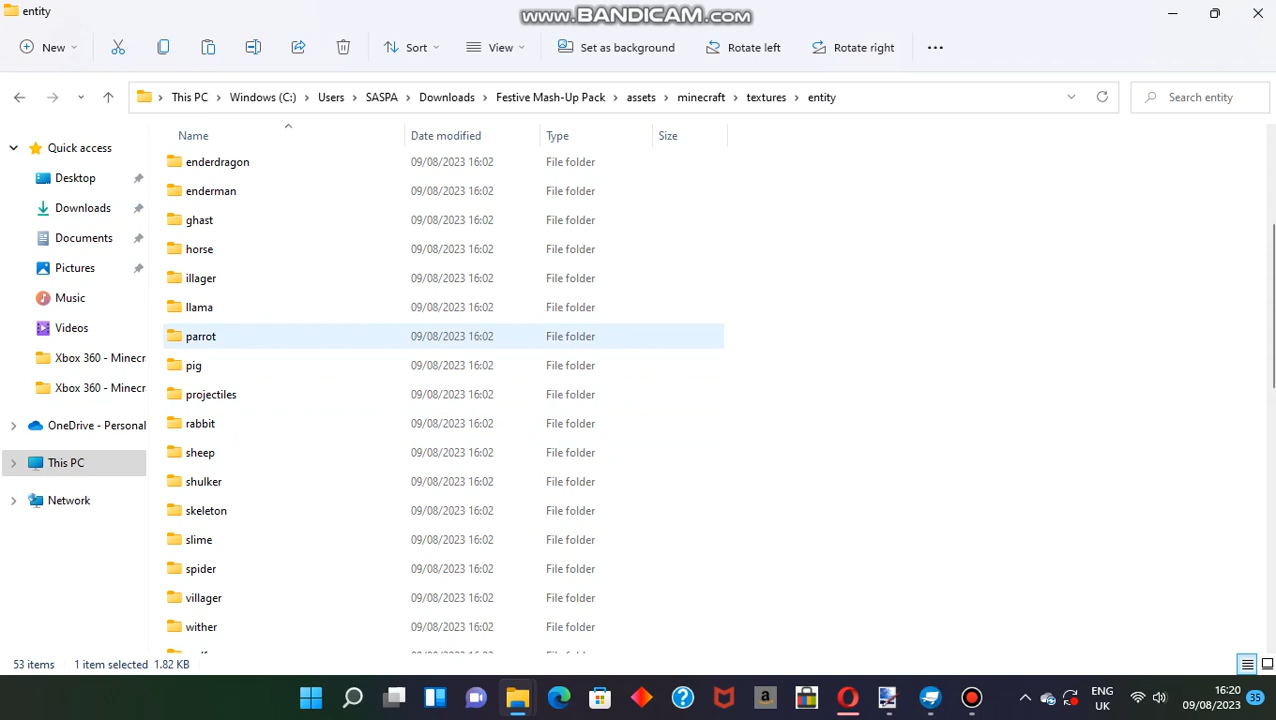 entity
www.BANDICAM.com
New
Sort
View
Set as background
Rotate left
Rotate right
This PC > Windows (C:) > Users > SASPA > Downloads > Festive Mash-Up Pack > assets > minecraft > textures > entity
Search entity
Name Date modified Type Size
Quick access
Desktop
Downloads
Documents
Pictures
Music
Videos
Xbox 360 - Minecr
Xbox 360 - Minecr
OneDrive - Personal
This PC
Network
enderdragon 09/08/2023 16:02 File folder
enderman 09/08/2023 16:02 File folder
ghast 09/08/2023 16:02 File folder
horse 09/08/2023 16:02 File folder
illager 09/08/2023 16:02 File folder
llama 09/08/2023 16:02 File folder
parrot 09/08/2023 16:02 File folder
pig 09/08/2023 16:02 File folder
projectiles 09/08/2023 16:02 File folder
rabbit 09/08/2023 16:02 File folder
sheep 09/08/2023 16:02 File folder
shulker 09/08/2023 16:02 File folder
skeleton 09/08/2023 16:02 File folder
slime 09/08/2023 16:02 File folder
spider 09/08/2023 16:02 File folder
villager 09/08/2023 16:02 File folder
wither 09/08/2023 16:02 File folder
53 items 1 item selected 1.82 KB
ENG
UK
16:20
09/08/2023
35